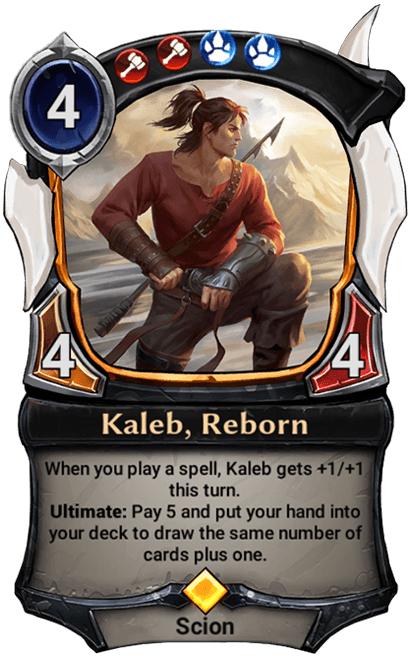 4
4
4
Kaleb, Reborn
When you play a spell, Kaleb gets +1/+1
this turn.
Ultimate: Pay 5 and put your hand into
your deck to draw the same number of
cards plus one.
Scion